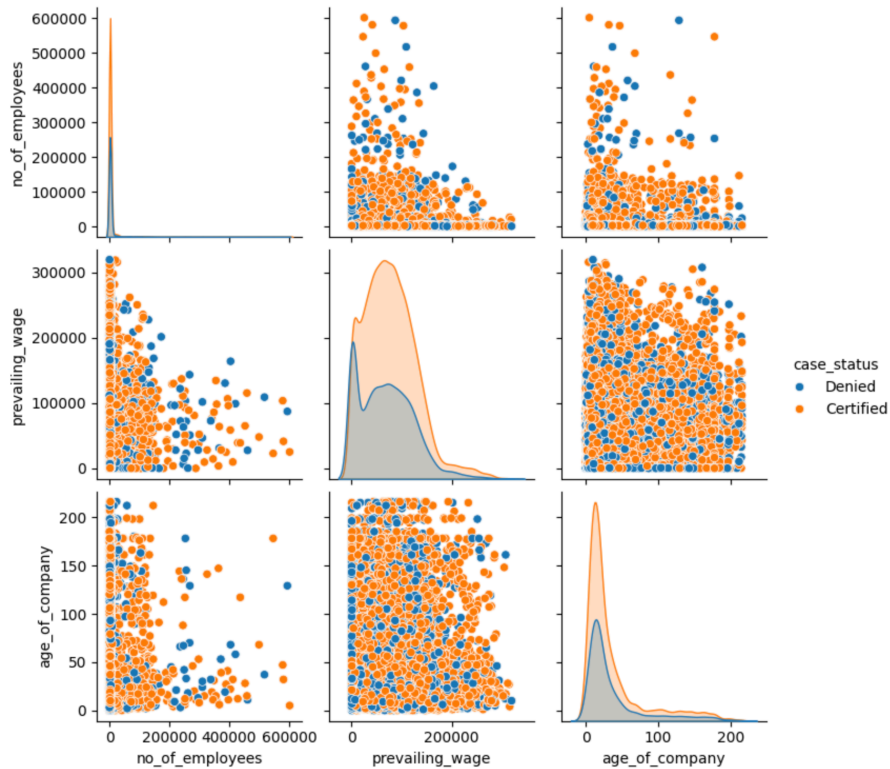 600000
500000
400000
300000
200000
100000
0
no_of_employees
300000
200000
100000
0
prevailing_wage
case_status
Denied
Certified
200
150
100
50
0
age_of_company
0 200000 400000 600000
0 200000
0 100 200
no_of_employees
prevailing_wage
age_of_company